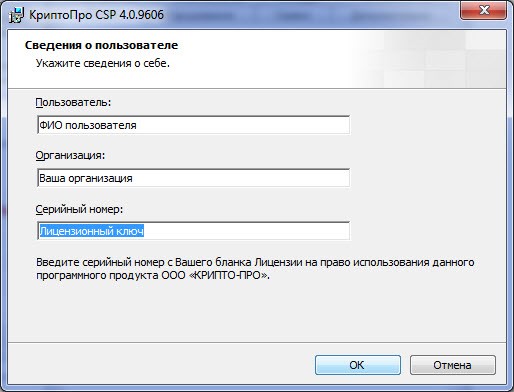 КриптоПро CSP 4.0.9606
Сведения о пользователе
Укажите сведения о себе.
Пользователь:
ФИО пользователя
Организация:
Ваша организация
Серийный номер:
Лицензионный ключ
Введите серийный номер с Вашего бланка Лицензии на право использования данного
программного продукта ООО «КРИПТО-ПРО».
ОК
Отмена